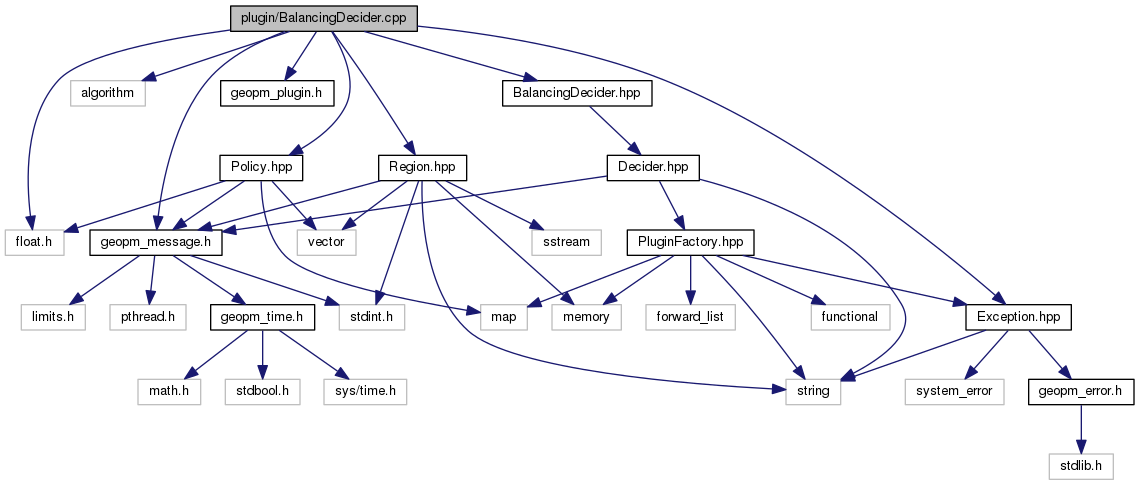 plugin/BalancingDecider.cpp
algorithm
geopm_plugin.h
BalancingDecider.hpp
Policy.hpp
Region.hpp
Decider.hpp
float.h
geopm_message.h
vector
sstream
PluginFactory.hpp
limits.h
pthread.h
geopm_time.h
stdint.h
map
memory
forward_list
functional
Exception.hpp
math.h
stdbool.h
sys/time.h
string
system_error
geopm_error.h
stdlib.h